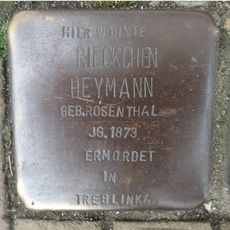 HIER WOHNTE
RIECKCHEN
HEYMANN
GEB. ROSENTHAL
JG. 1873
ERMORDET
IN
TREBLINKA